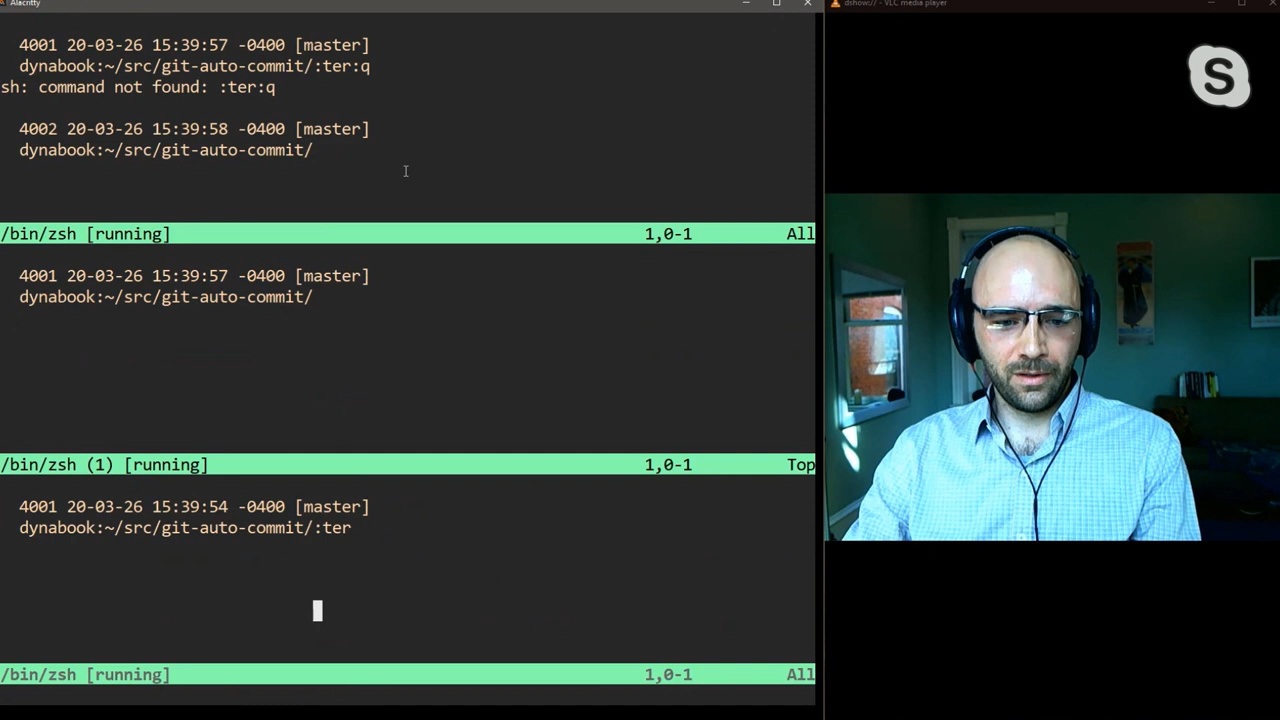 Alacritty
dshow:// - VLC media player
4001 20-03-26 15:39:57 -0400 [master]
dynabook:~/src/git-auto-commit/:ter:q
sh: command not found: :ter:q
4002 20-03-26 15:39:58 -0400 [master]
dynabook:~/src/git-auto-commit/
/bin/zsh [running] 1,0-1 All
4001 20-03-26 15:39:57 -0400 [master]
dynabook:~/src/git-auto-commit/
/bin/zsh (1) [running] 1,0-1 Top
4001 20-03-26 15:39:54 -0400 [master]
dynabook:~/src/git-auto-commit/:ter
/bin/zsh [running] 1,0-1 All
S